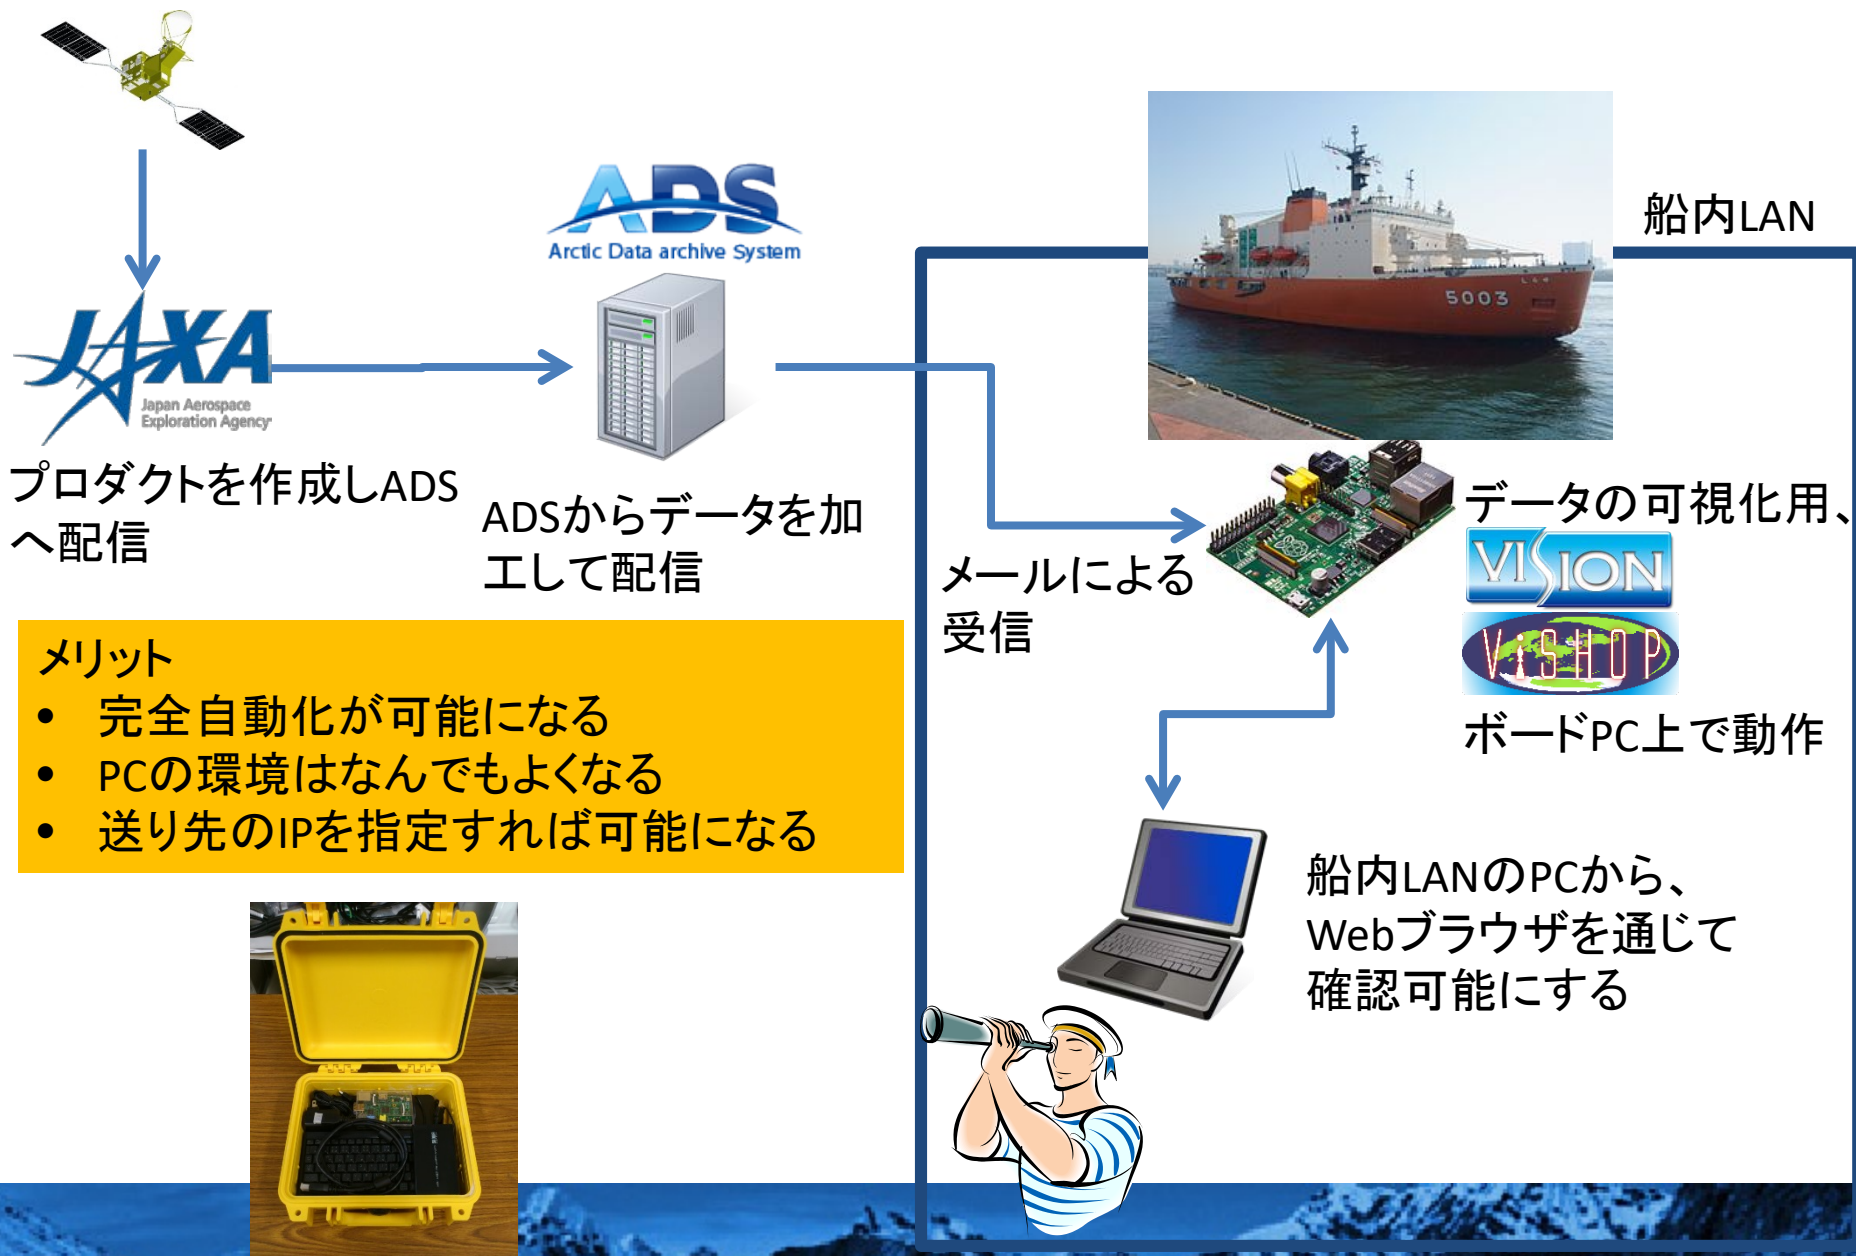 ADS
Arctic Data archive System
船内LAN
5003
JAXA
Japan Aerospace
Exploration Agency
プロダクトを作成しADS
へ配信
ADSからデータを加
工して配信
メールによる
受信
データの可視化用、
VISION
ViSHOP
ボードPC上で動作
メリット
• 完全自動化が可能になる
• PCの環境はなんでもよくなる
• 送り先のIPを指定すれば可能になる
船内LANのPCから、
Webブラウザを通じて
確認可能にする